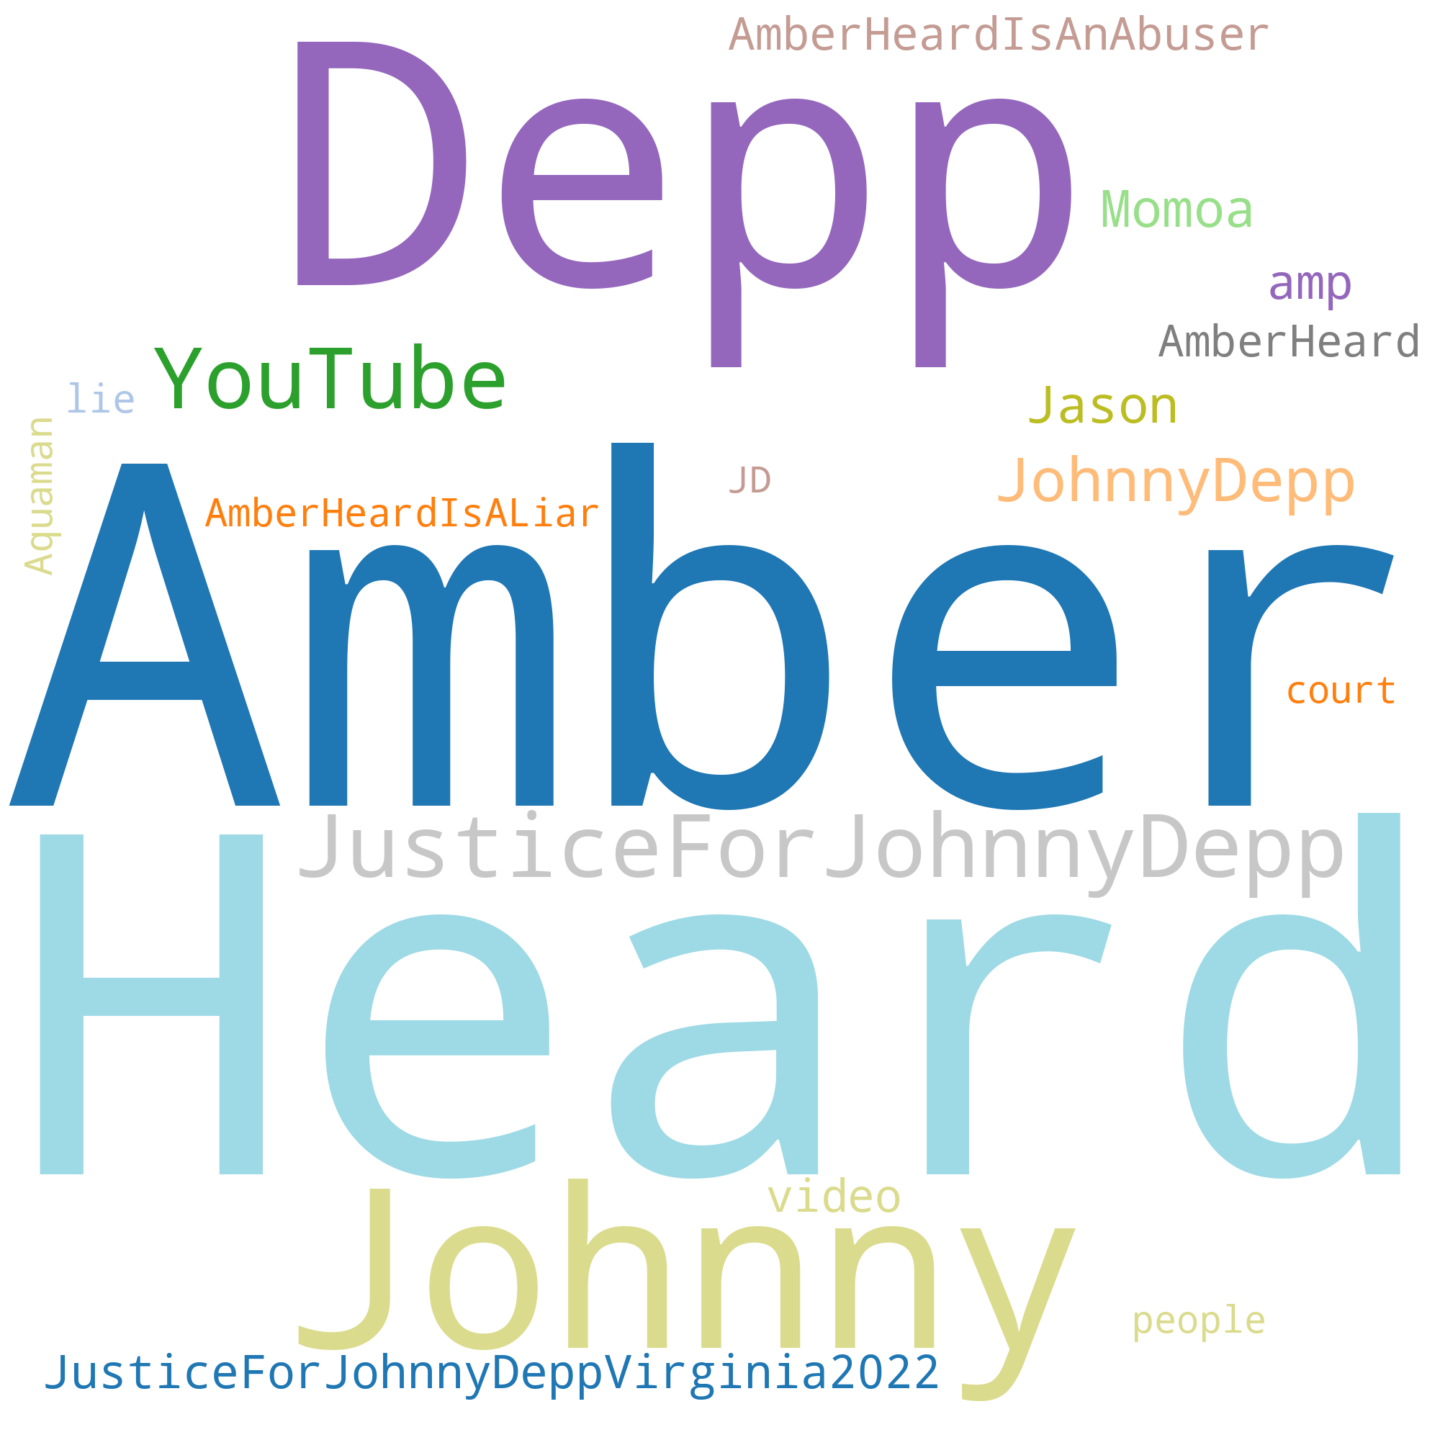 AmberHeardIsAnAbuser
Depp
Momoa
amp
AmberHeard
YouTube
lie
Jason
Aquaman
JohnnyDepp
JD
AmberHeardIsALiar
Amber
court
JusticeForJohnnyDepp
Heard
video
Johnny
people
JusticeForJohnnyDeppVirginia2022